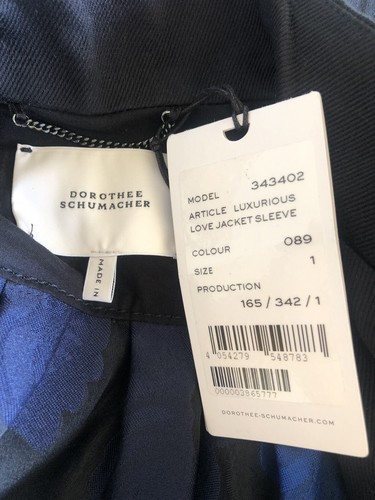 DOROTHEE
SCHUMACHER
MADE IN
MODEL 343402
ARTICLE LUXURIOUS
LOVE JACKET SLEEVE
COLOUR 089
SIZE 1
PRODUCTION
165 / 342 / 1
4 054279 548783
0000003865777
DOROTHEE-SCHUMACHER.COM